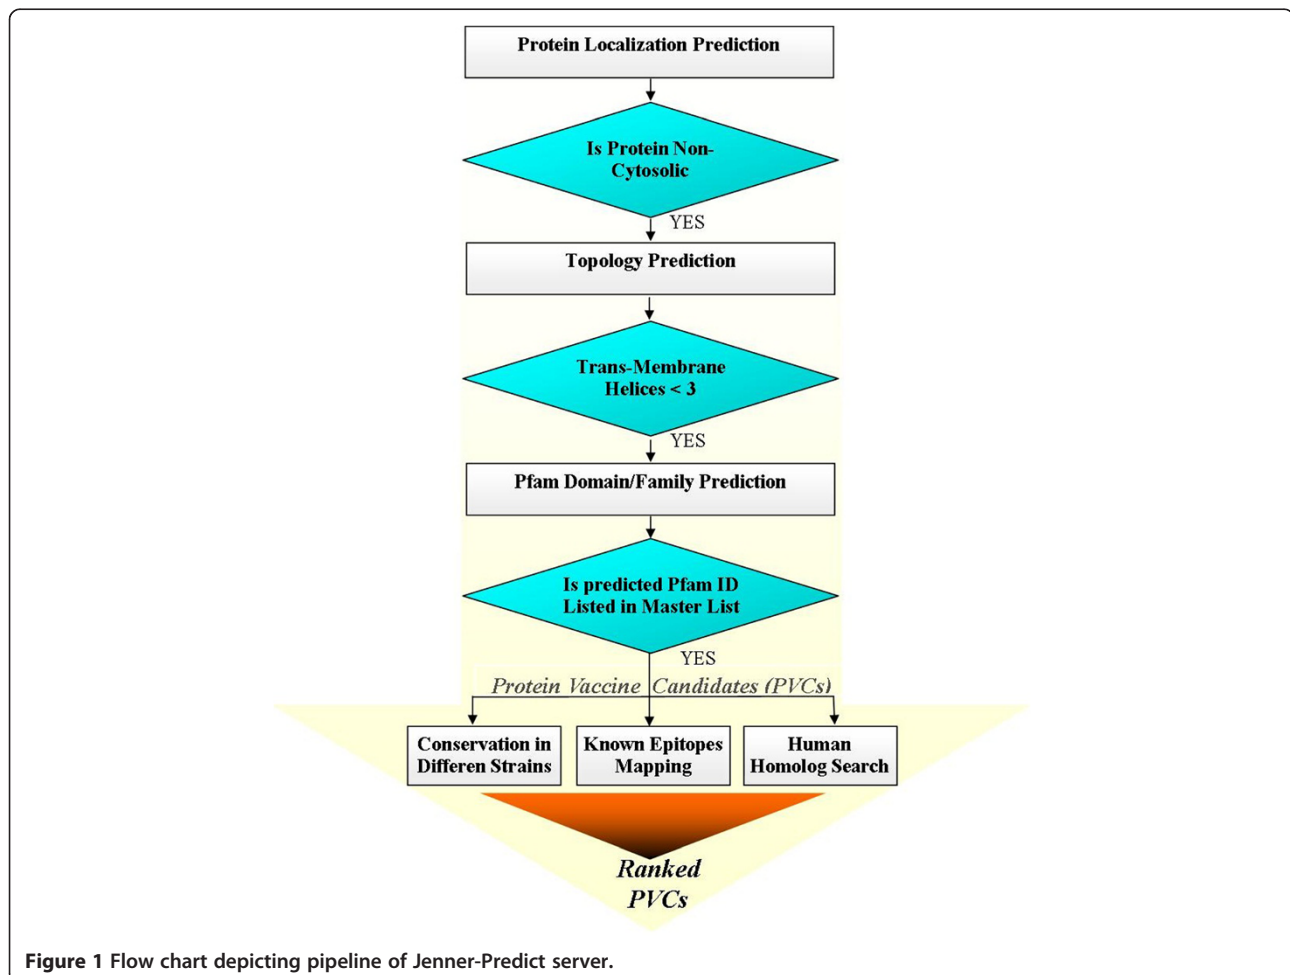 Protein Localization Prediction
Is Protein Non-
Cytosolic
YES
Topology Prediction
Trans-Membrane
Helices < 3
YES
Pfam Domain/Family Prediction
Is predicted Pfam ID
Listed in Master List
YES
Protein Vaccine Candidates (PVCs)
Conservation in
Differen Strains
Known Epitopes
Mapping
Human
Homolog Search
Ranked
PVCs
Figure 1 Flow chart depicting pipeline of Jenner-Predict server.